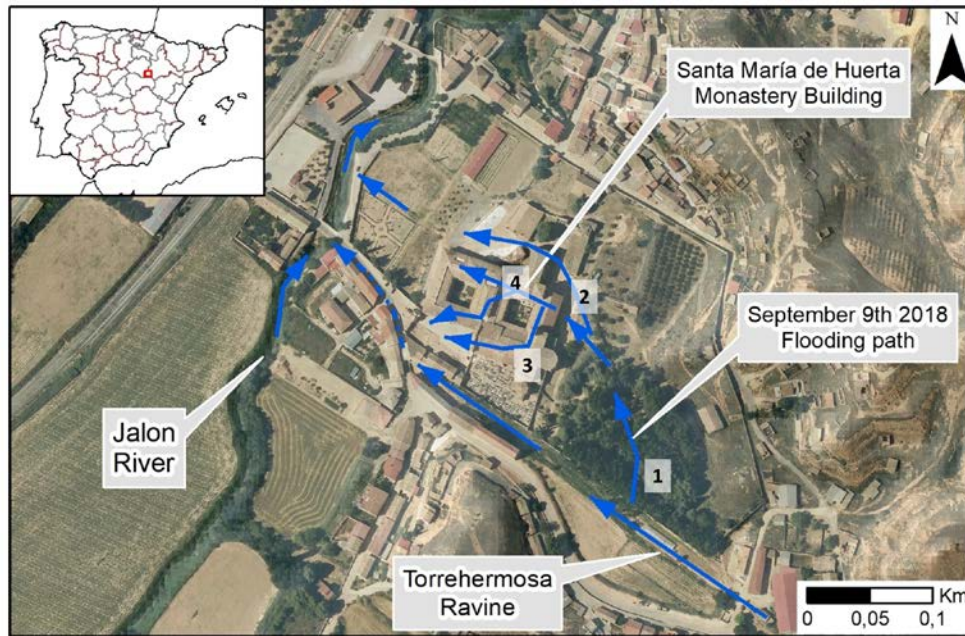 N
Santa María de Huerta
Monastery Building
4
2
September 9th 2018
Flooding path
3
Jalon
River
1
Torrehermosa
Ravine
Km
0 0,05 0,1